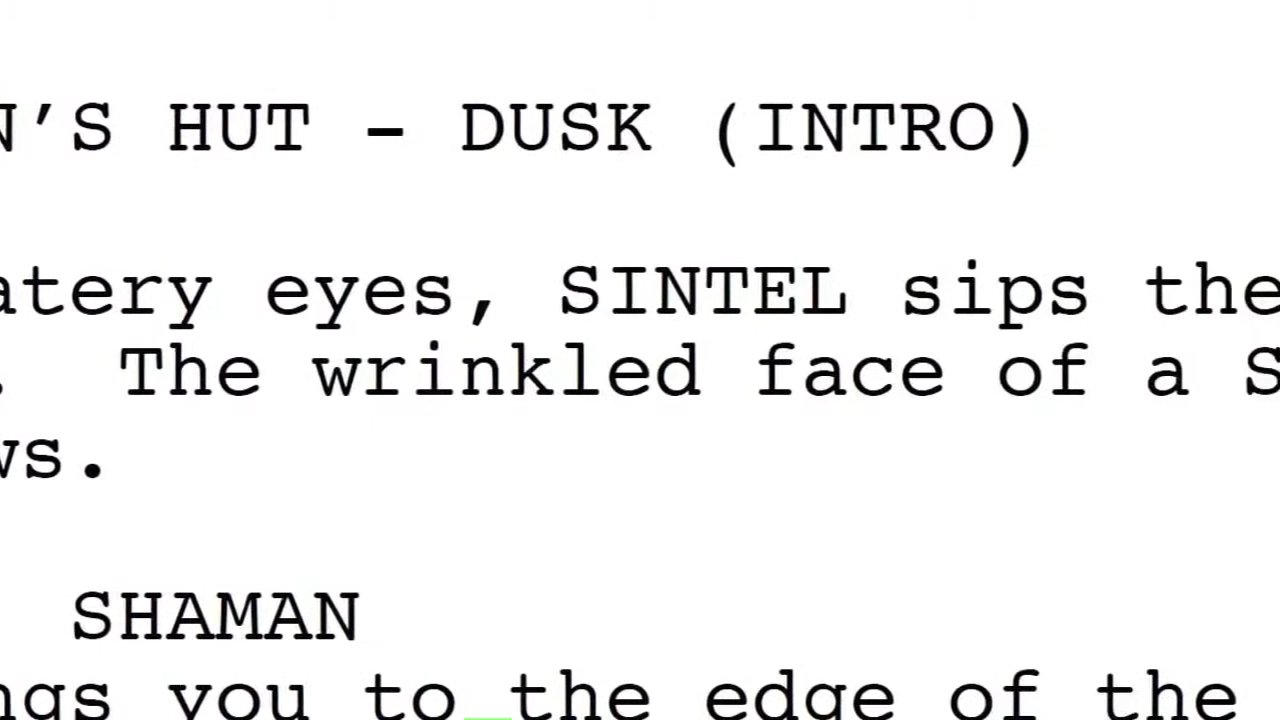 N’S HUT - DUSK (INTRO)
atery eyes, SINTEL sips the
. The wrinkled face of a S
ws.
SHAMAN
ngs you to the edge of the